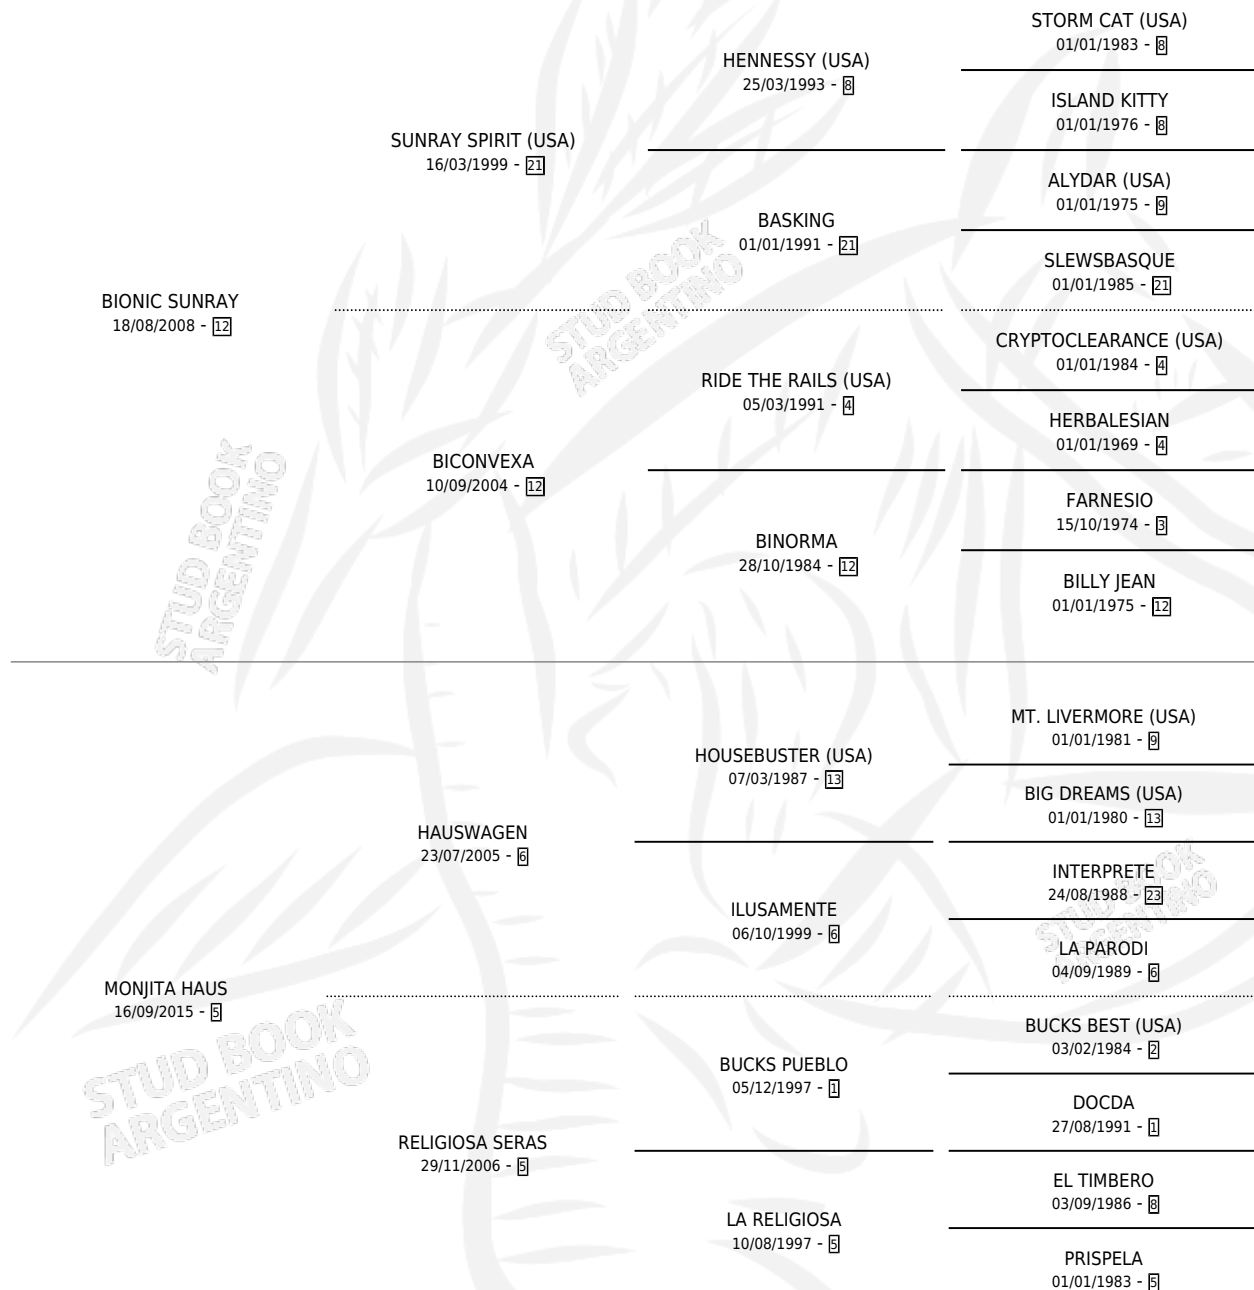 STORM CAT (USA)
01/01/1983 - 8
HENNESSY (USA)
25/03/1993 - 8
ISLAND KITTY
01/01/1976 - 8
SUNRAY SPIRIT (USA)
16/03/1999 - 21
ALYDAR (USA)
01/01/1975 - 9
BASKING
01/01/1991 - 21
SLEWSBASQUE
01/01/1985 - 21
BIONIC SUNRAY
18/08/2008 - 12
CRYPTOCLEARANCE (USA)
01/01/1984 - 4
RIDE THE RAILS (USA)
05/03/1991 - 4
HERBALESIAN
01/01/1969 - 4
BICONVEXA
10/09/2004 - 12
FARNESIO
15/10/1974 - 3
BINORMA
28/10/1984 - 12
BILLY JEAN
01/01/1975 - 12
MT. LIVERMORE (USA)
01/01/1981 - 9
HOUSEBUSTER (USA)
07/03/1987 - 13
BIG DREAMS (USA)
01/01/1980 - 13
HAUSWAGEN
23/07/2005 - 6
INTERPRETE
24/08/1988 - 23
ILUSAMENTE
06/10/1999 - 6
LA PARODI
04/09/1989 - 6
MONJITA HAUS
16/09/2015 - 5
BUCKS BEST (USA)
03/02/1984 - 2
BUCKS PUEBLO
05/12/1997 - 1
DOCDA
27/08/1991 - 1
RELIGIOSA SERAS
29/11/2006 - 5
EL TIMBERO
03/09/1986 - 8
LA RELIGIOSA
10/08/1997 - 5
PRISPELA
01/01/1983 - 5
STUD BOOK
ARGENTINO
STUD BOOK
ARGENTINO
STUD BOOK
ARGENTINO
STUD BOOK
ARGENTINO